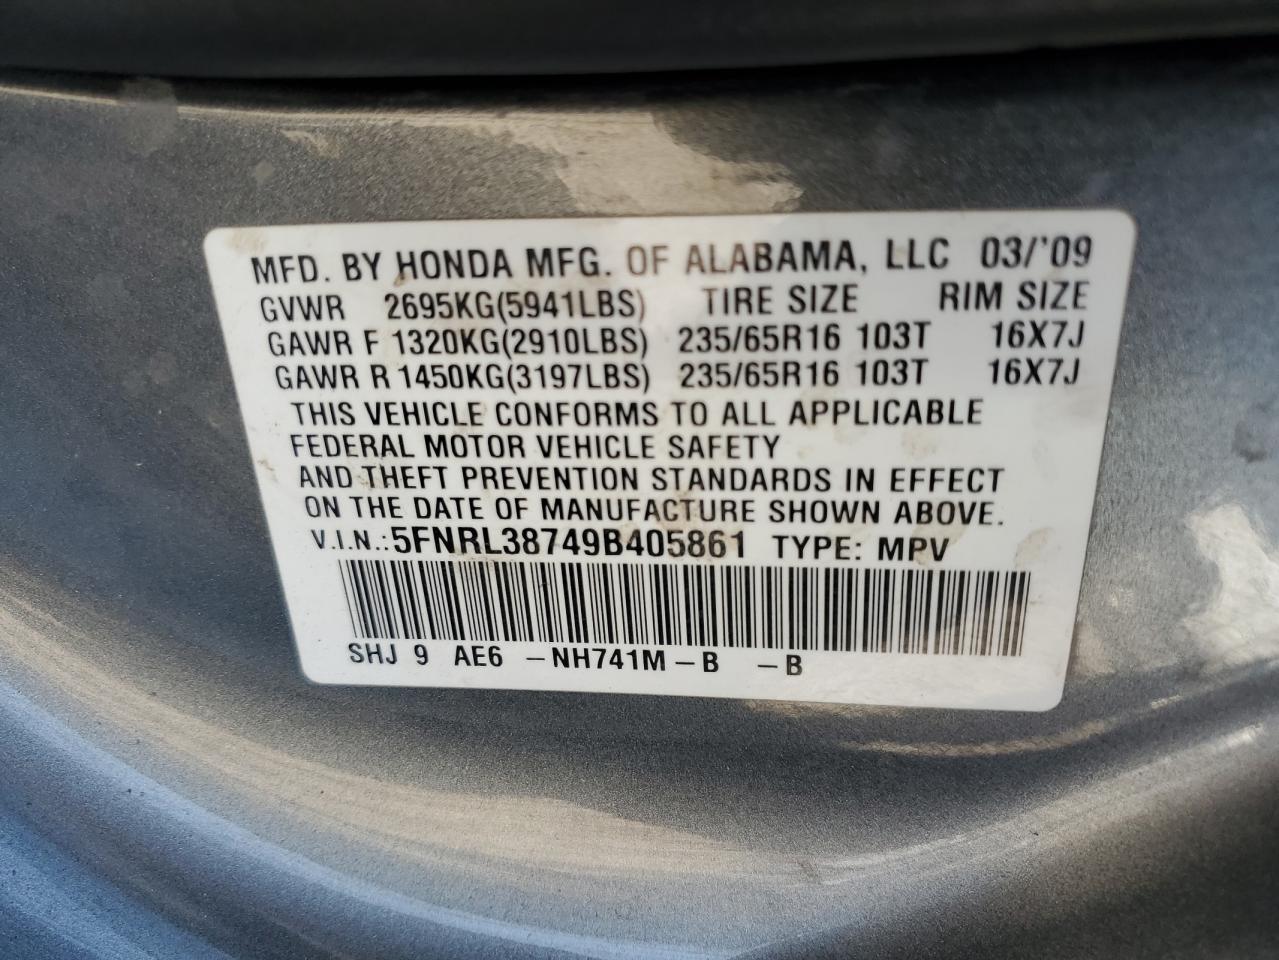 MFD. BY HONDA MFG. OF ALABAMA, LLC 03/'09
GVWR 2695KG(5941LBS) TIRE SIZE RIM SIZE
GAWR F 1320KG(2910LBS) 235/65R16 103T 16X7J
GAWR R 1450KG(3197LBS) 235/65R16 103T 16X7J
THIS VEHICLE CONFORMS TO ALL APPLICABLE
FEDERAL MOTOR VEHICLE SAFETY
AND THEFT PREVENTION STANDARDS IN EFFECT
ON THE DATE OF MANUFACTURE SHOWN ABOVE.
V.I.N.:5FNRL38749B405861 TYPE: MPV
SHJ 9 AE6 -NH741M-B -B